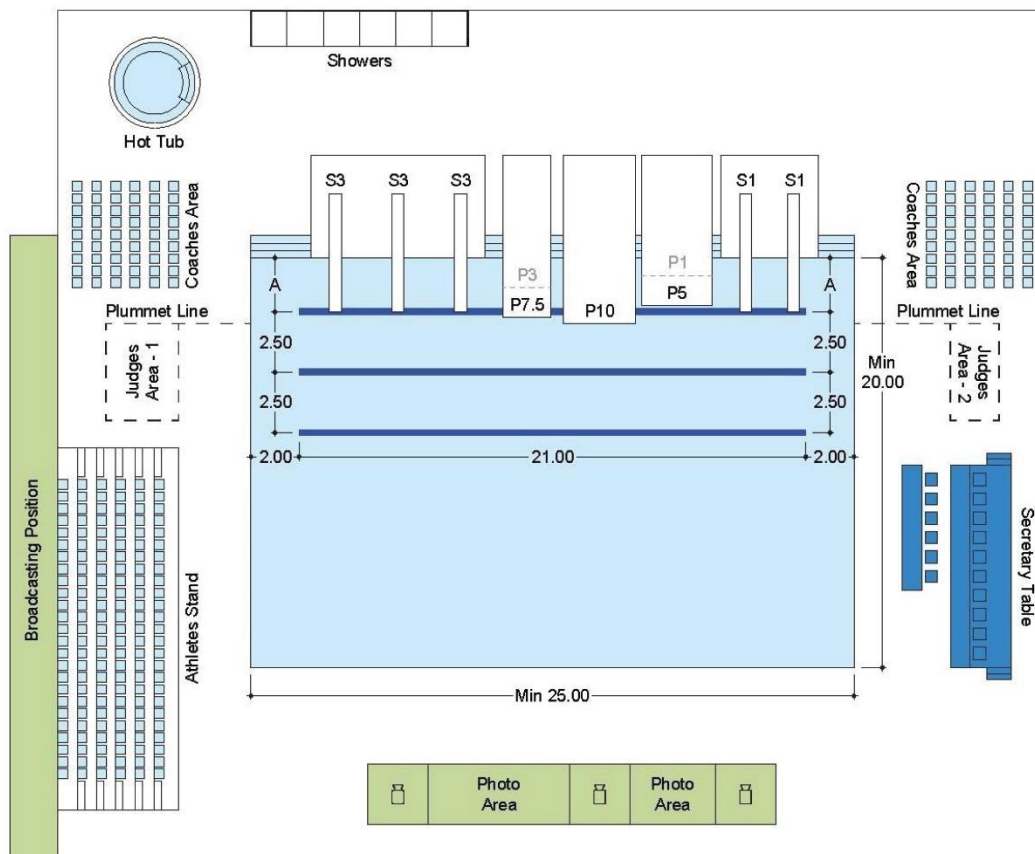 Showers
Hot Tub
S3
S3
S3
S1
S1
Coaches Area
Coaches Area
P3
P1
A
A
P7.5
P10
P5
Plummet Line
Plummet Line
2.50
2.50
Judges
Area - 1
Judges
Area - 2
Min
20.00
2.50
2.50
2.00
21.00
2.00
Broadcasting Position
Athletes Stand
Secretary Table
Min 25.00
Photo
Area
Photo
Area